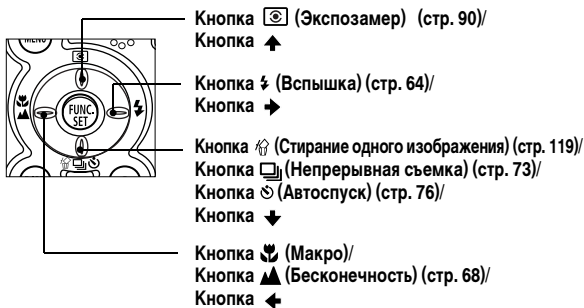 Кнопка (Экспозамер) (стр. 90)/
Кнопка
MENU
Кнопка (Вспышка) (стр. 64)/
Кнопка
FUNC.
SET
Кнопка (Стирание одного изображения) (стр. 119)/
Кнопка (Непрерывная съемка) (стр. 73)/
Кнопка (Автоспуск) (стр. 76)/
Кнопка
Кнопка (Макро)/
Кнопка (Бесконечность) (стр. 68)/
Кнопка